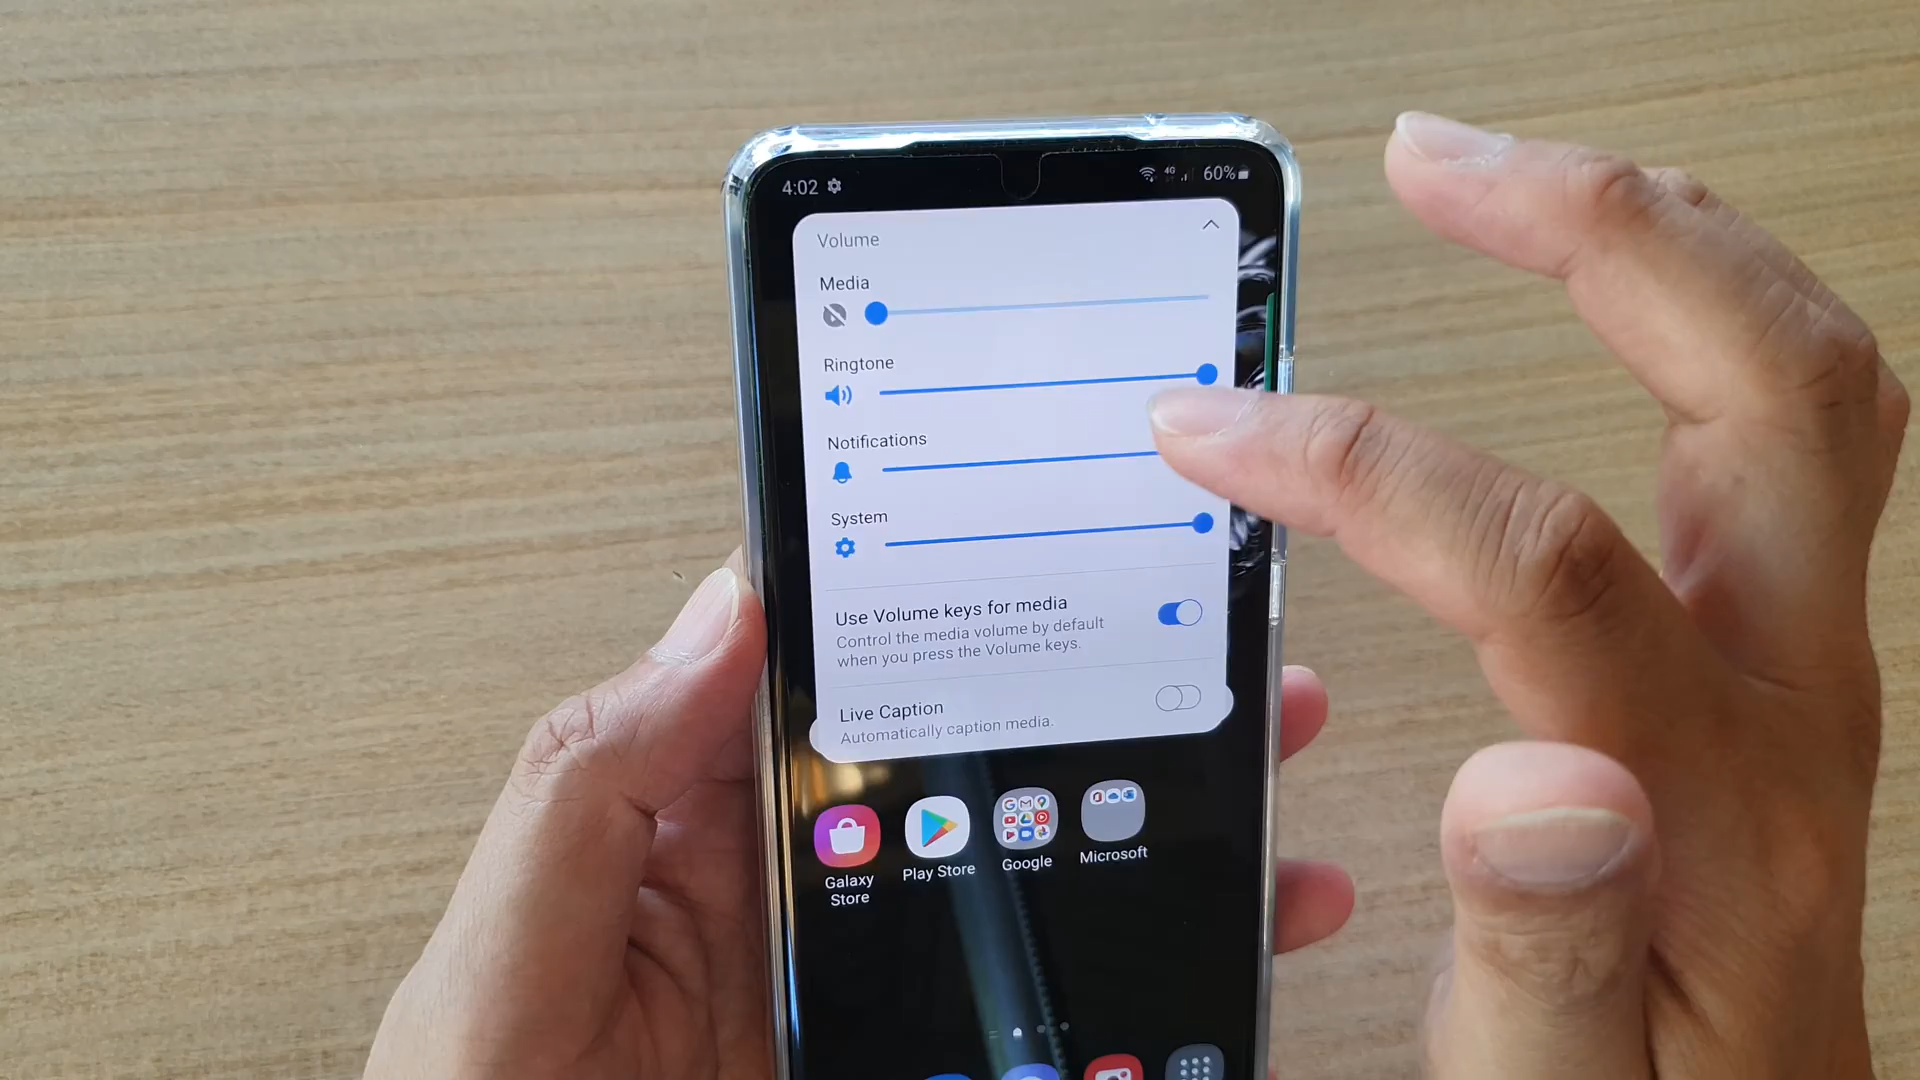 4:02
4G
60%
Volume
Media
Ringtone
Notifications
System
Use Volume keys for media
Control the media volume by default
when you press the Volume keys.
Live Caption
Automatically caption media.
Galaxy
Store
Play Store
Google
Microsoft